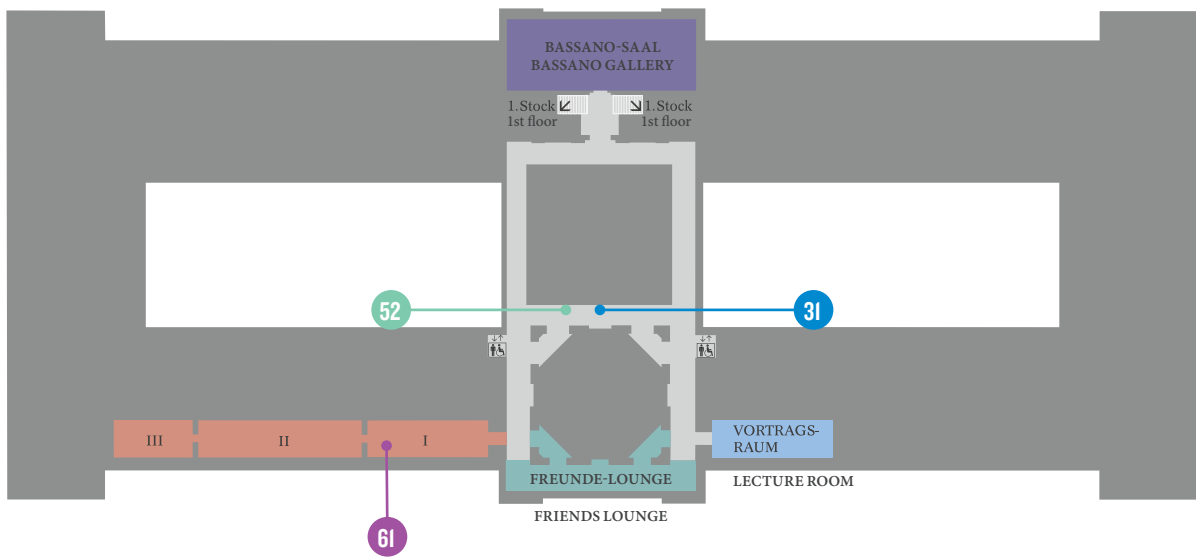 BASSANO-SAAL
BASSANO GALLERY
1. Stock
1st floor
1. Stock
1st floor
52
31
III
II
I
VORTRAGS-
RAUM
FREUNDE-LOUNGE
LECTURE ROOM
FRIENDS LOUNGE
61